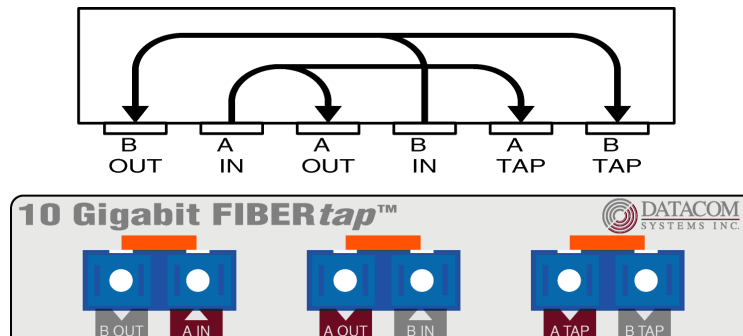 B OUT A IN A OUT B IN A TAP B TAP
10 Gigabit FIBERtap™
DATACOM
SYSTEMS INC.
B OUT A IN A OUT B IN A TAP B TAP